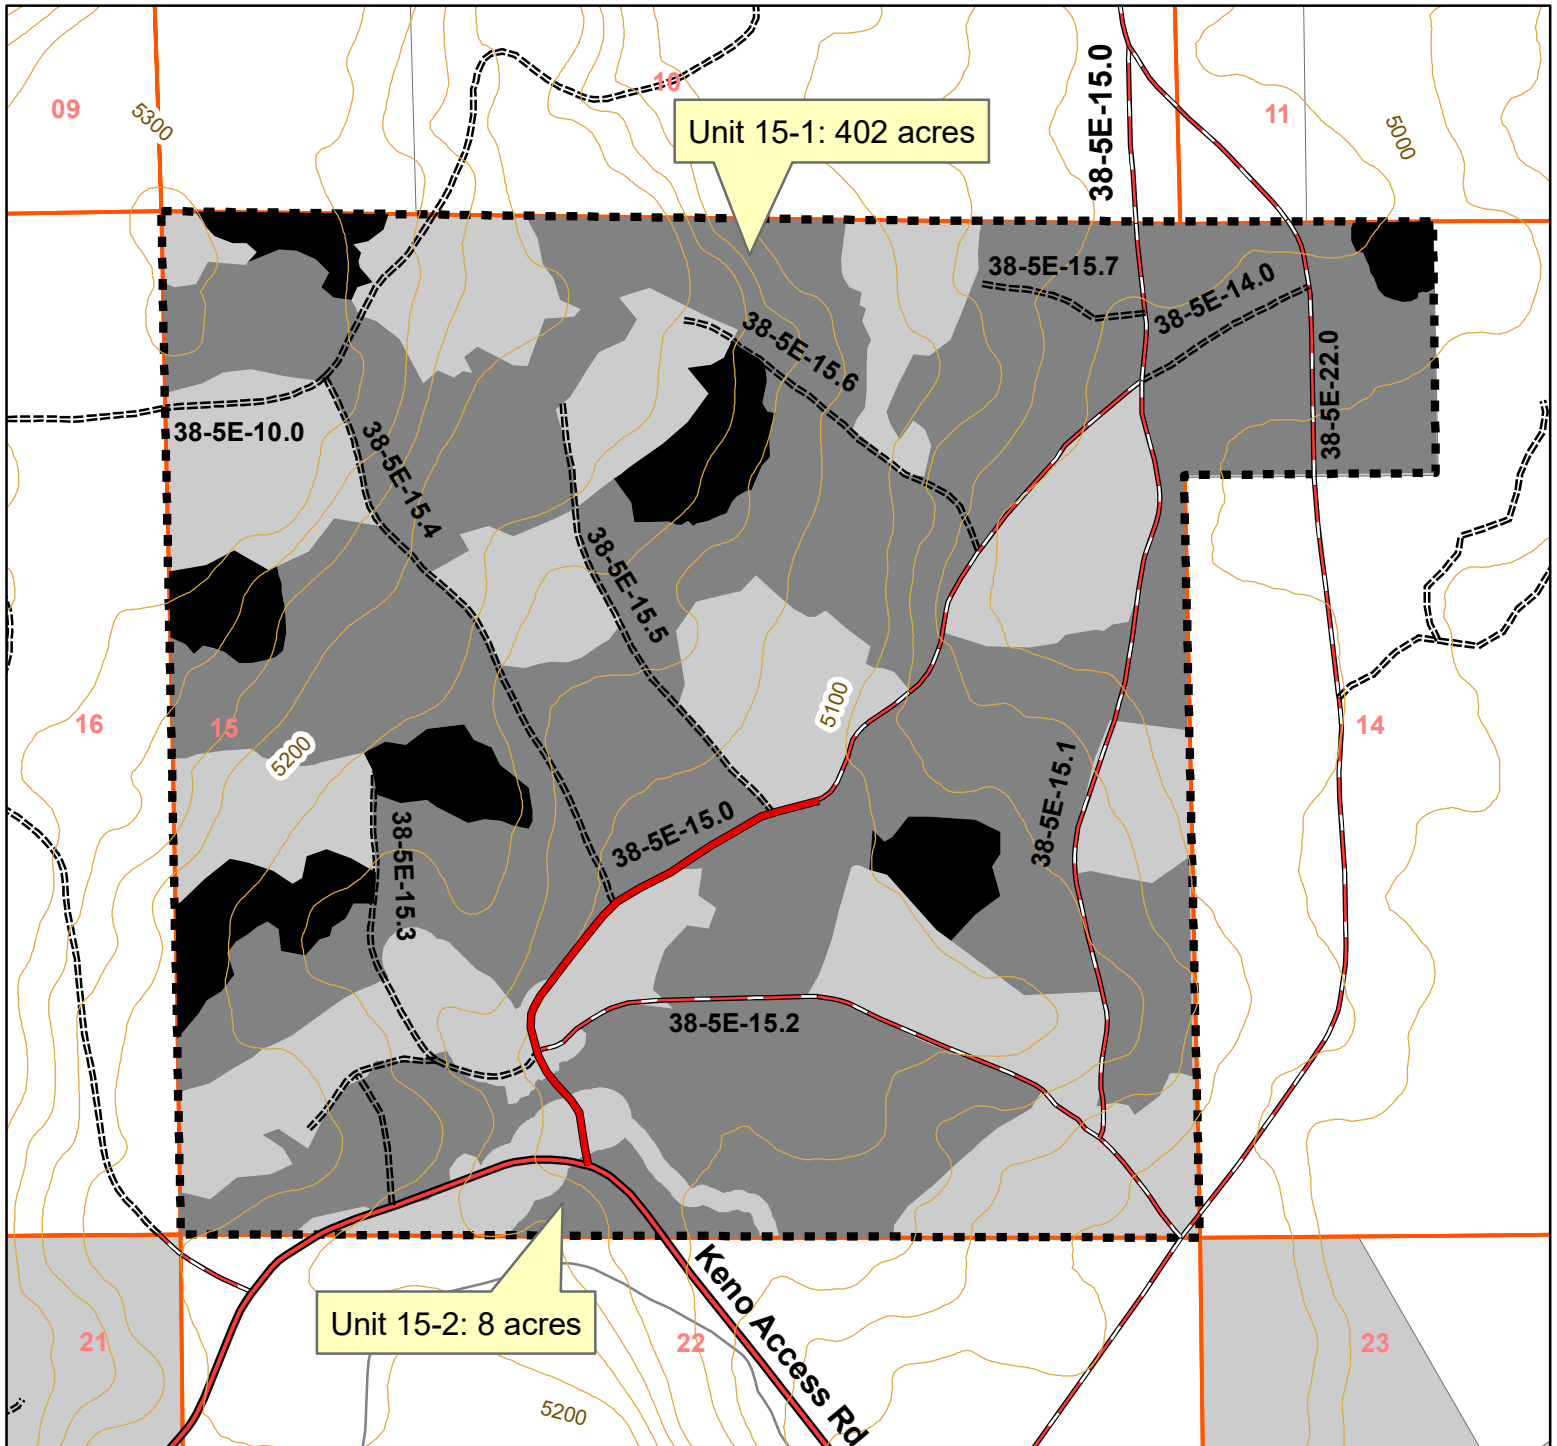 10
09
5300
Unit 15-1: 402 acres
38-5E-15.0
11
5000
38-5E-15.7
38-5E-14.0
38-5E-15.6
38-5E-22.0
38-5E-10.0
38-5E-15.4
38-5E-15.5
16
15
5200
5100
14
38-5E-15.1
38-5E-15.0
38-5E-15.3
38-5E-15.2
Keno Access Rd
Unit 15-2: 8 acres
21
22
23
5200